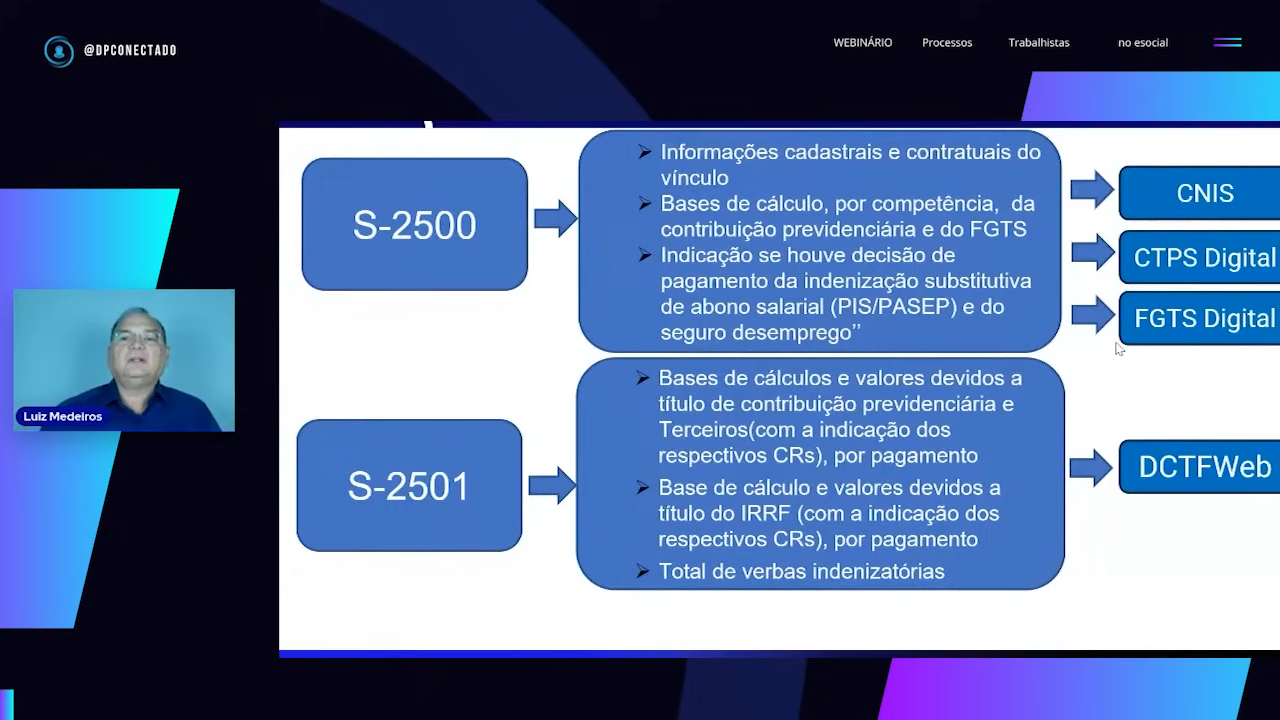 @DPCONECTADO
WEBINÁRIO Processos Trabalhistas no esocial
S-2500
Informações cadastrais e contratuais do
vínculo
Bases de cálculo, por competência, da
contribuição previdenciária e do FGTS
Indicação se houve decisão de
pagamento da indenização substitutiva
de abono salarial (PIS/PASEP) e do
seguro desemprego’’
CNIS
CTPS Digital
FGTS Digital
Luiz Medeiros
S-2501
Bases de cálculos e valores devidos a
título de contribuição previdenciária e
Terceiros(com a indicação dos
respectivos CRs), por pagamento
Base de cálculo e valores devidos a
título do IRRF (com a indicação dos
respectivos CRs), por pagamento
Total de verbas indenizatórias
DCTFWeb